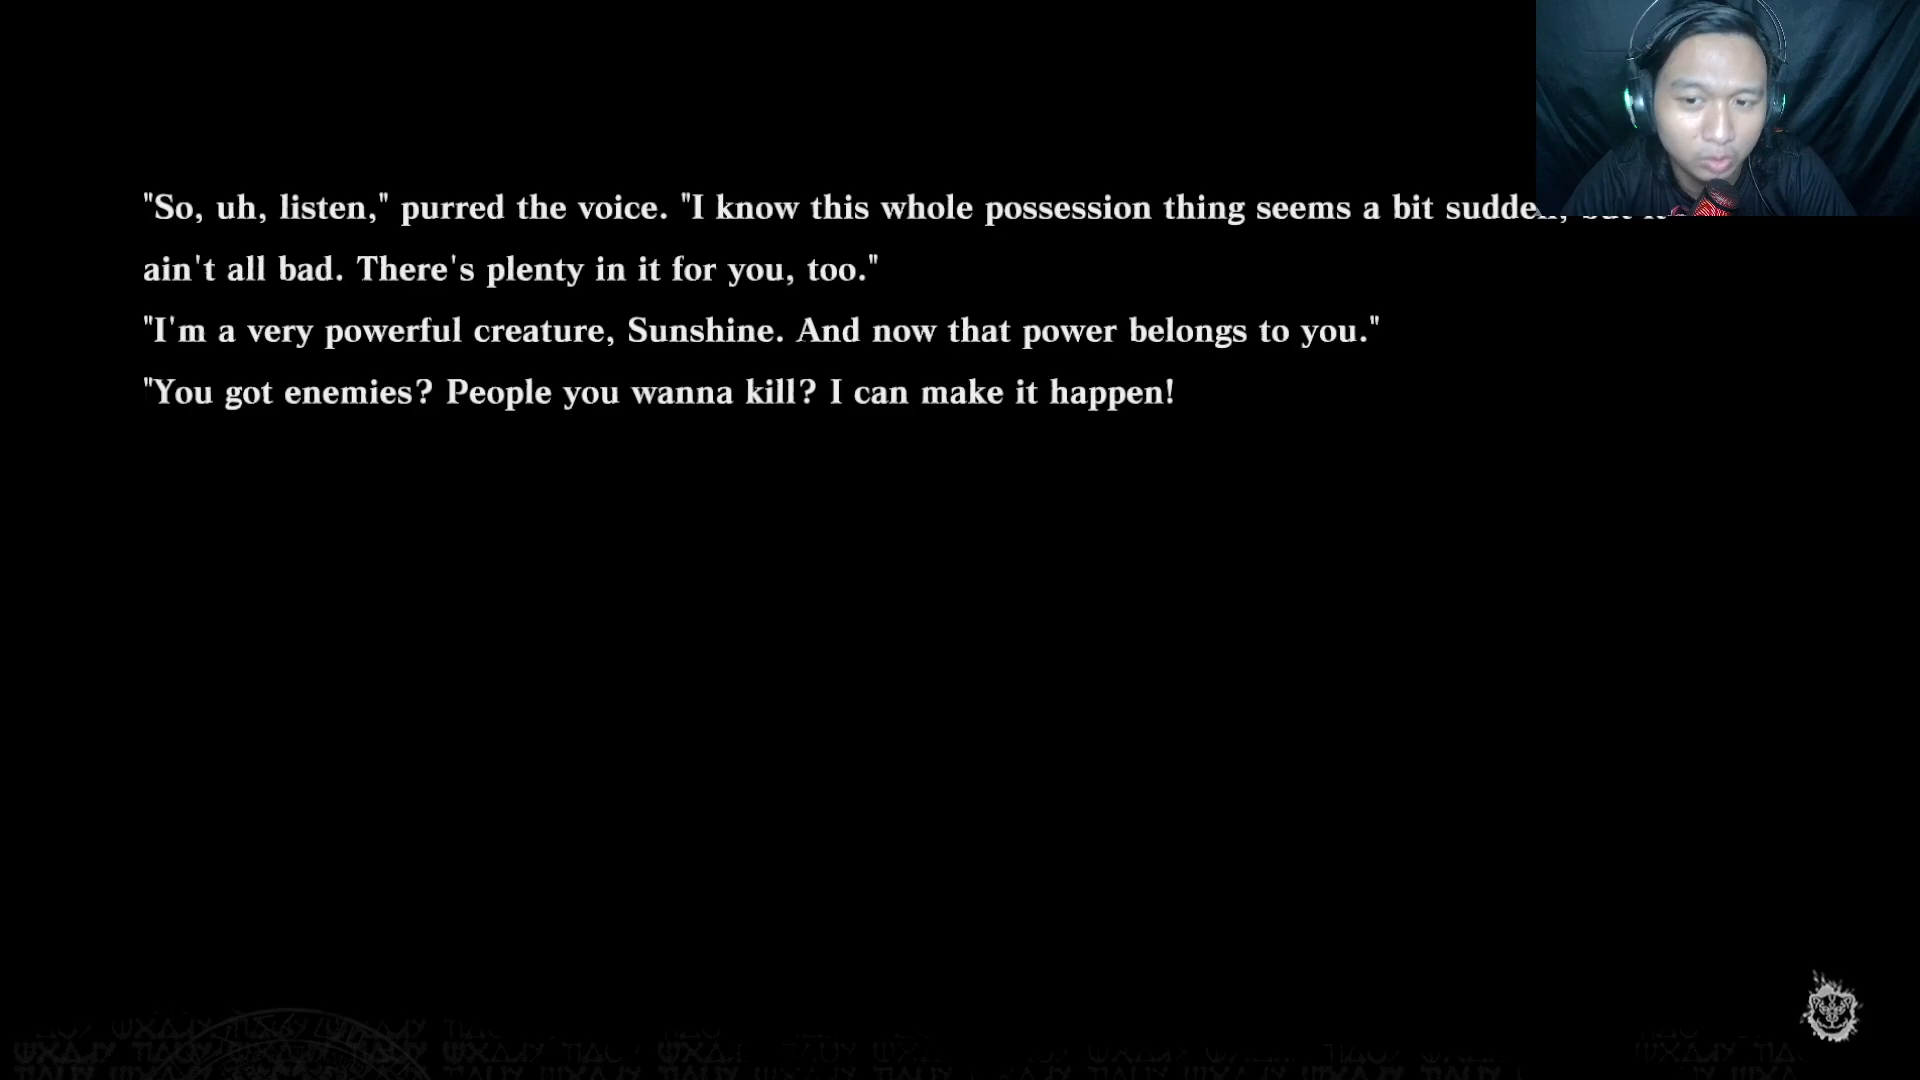 "So, uh, listen," purred the voice. "I know this whole possession thing seems a bit sudden, but
ain't all bad. There's plenty in it for you, too."
"I'm a very powerful creature, Sunshine. And now that power belongs to you."
"You got enemies? People you wanna kill? I can make it happen!